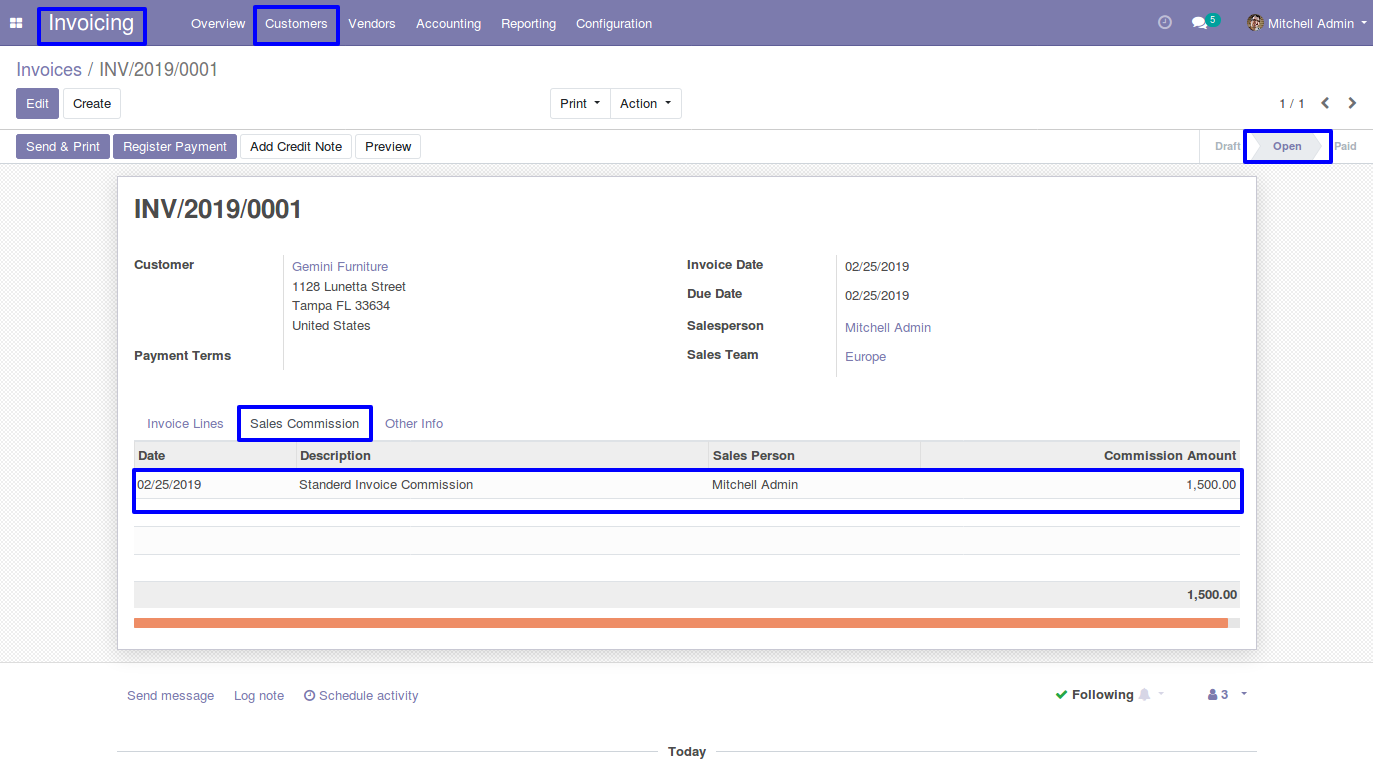 Invoicing Overview Customers Vendors Accounting Reporting Configuration 5 Mitchell Admin
Invoices / INV/2019/0001
Edit Create Print Action 1 / 1
Send & Print Register Payment Add Credit Note Preview Draft Open Paid
INV/2019/0001
Customer Gemini Furniture Invoice Date 02/25/2019
1128 Lunetta Street
Tampa FL 33634 Due Date 02/25/2019
United States Salesperson Mitchell Admin
Payment Terms Sales Team Europe
Invoice Lines Sales Commission Other Info
Date Description Sales Person Commission Amount
02/25/2019 Standerd Invoice Commission Mitchell Admin 1,500.00
1,500.00
Send message Log note Schedule activity Following 3
Today